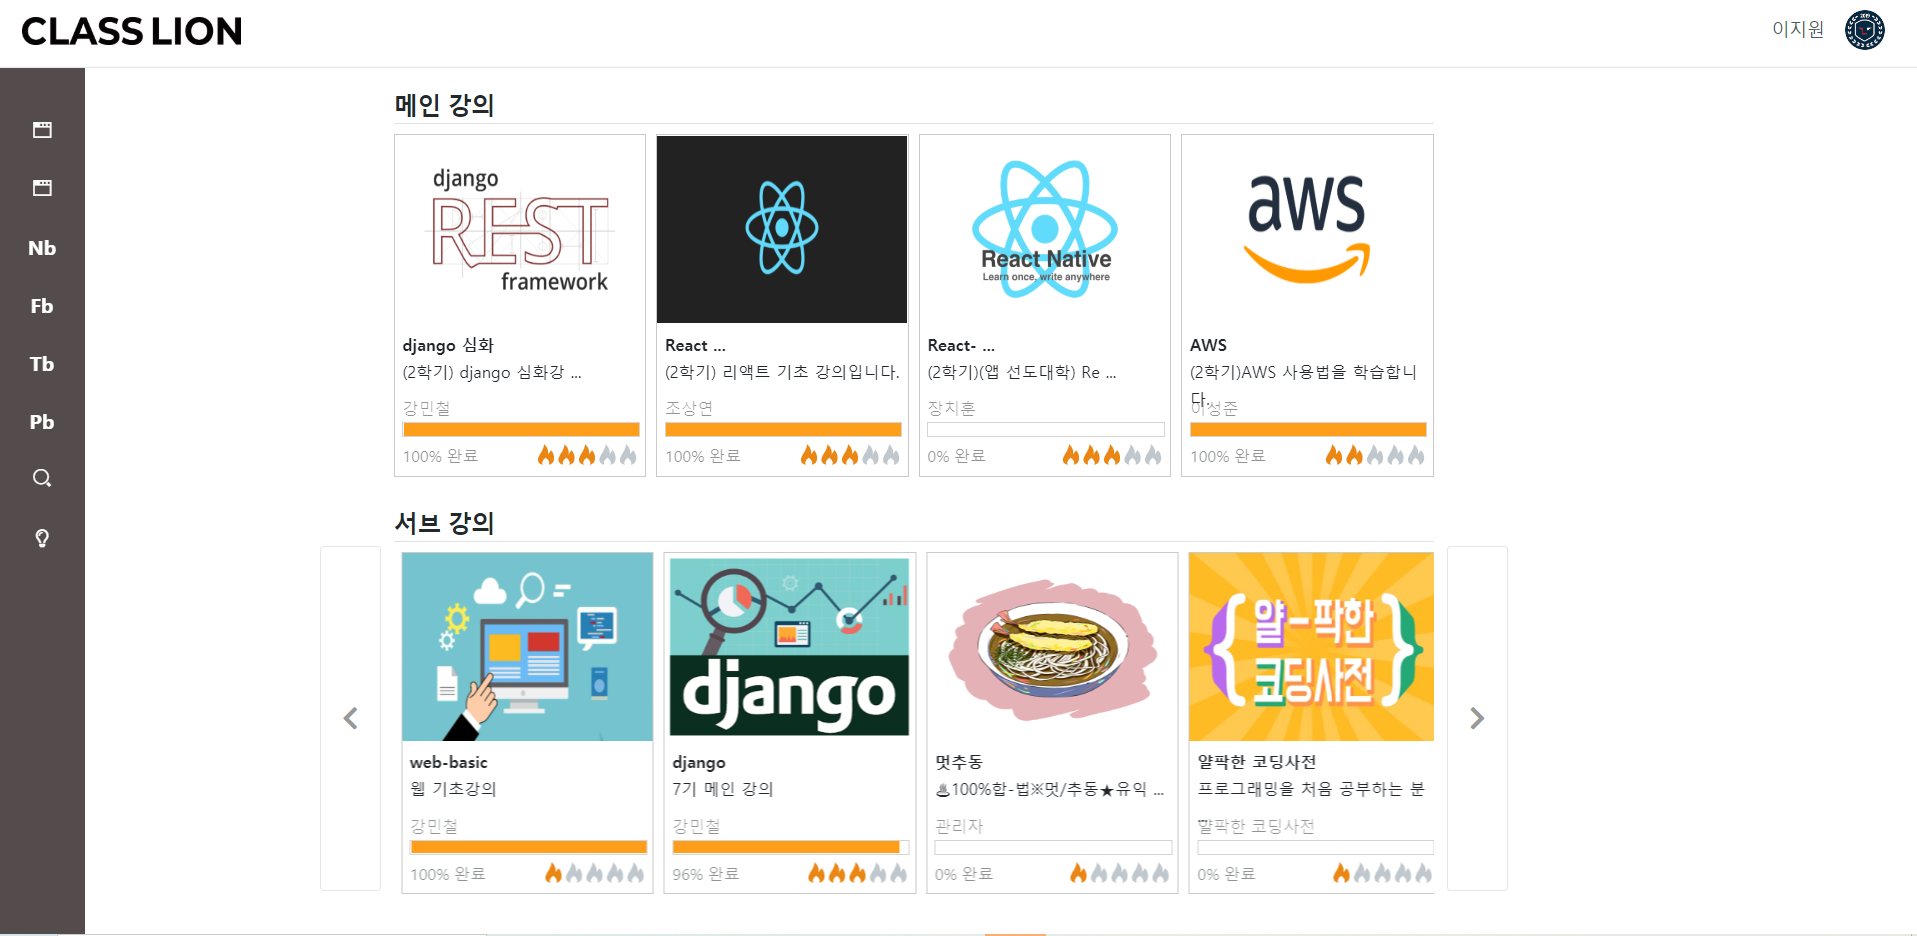 CLASS LION
이지원
Nb
Fb
Tb
Pb
메인 강의
django
REST
framework
django 심화
(2학기) django 심화강 ...
강민철
100% 완료
React ...
(2학기) 리액트 기초 강의입니다.
조상연
100% 완료
React Native
Learn once, write anywhere
React- ...
(2학기)(앱 선도대학) Re ...
장치훈
0% 완료
aws
AWS
(2학기)AWS 사용법을 학습합니
다.
이성준
100% 완료
서브 강의
web-basic
웹 기초강의
강민철
100% 완료
django
django
7기 메인 강의
강민철
96% 완료
멋추동
♨100%합-법※멋/추동★유익 ...
관리자
0% 완료
{얄-팍한
코딩사전}
얄팍한 코딩사전
프로그래밍을 처음 공부하는 분
얄팍한 코딩사전
0% 완료